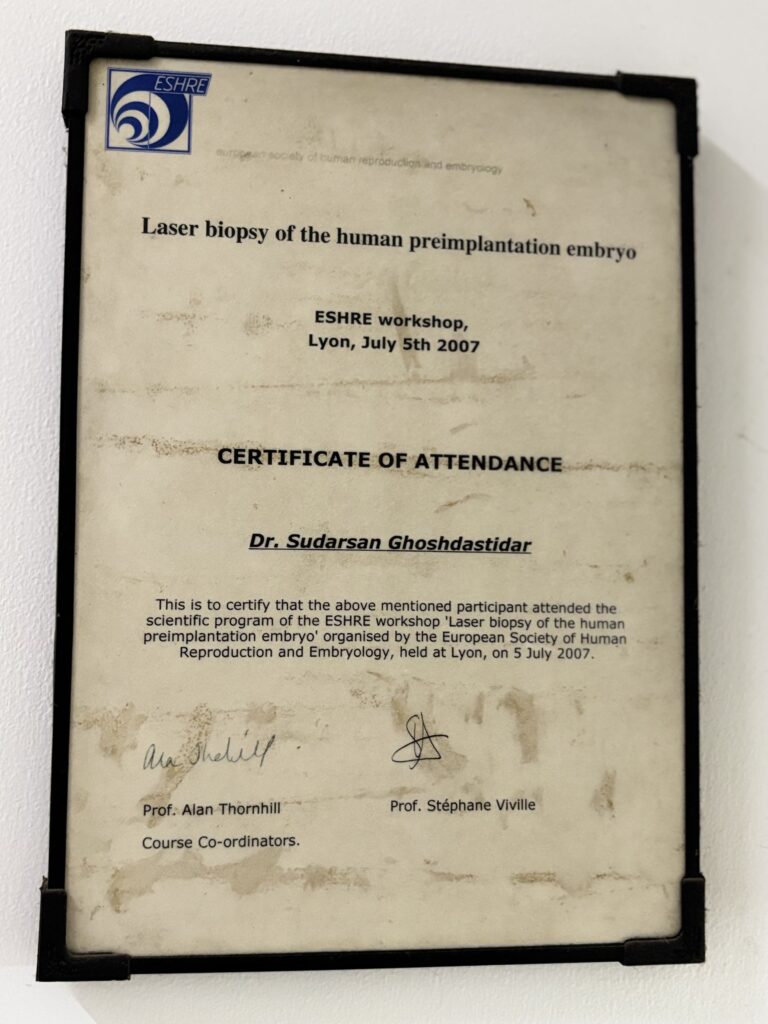 ESHRE
european society of human reproduction and embryology
Laser biopsy of the human preimplantation embryo
ESHRE workshop,
Lyon, July 5th 2007
CERTIFICATE OF ATTENDANCE
Dr. Sudarsan Ghoshdastidar
This is to certify that the above mentioned participant attended the
scientific program of the ESHRE workshop 'Laser biopsy of the human
preimplantation embryo' organised by the European Society of Human
Reproduction and Embryology, held at Lyon, on 5 July 2007.
Prof. Alan Thornhill
Prof. Stéphane Viville
Course Co-ordinators.